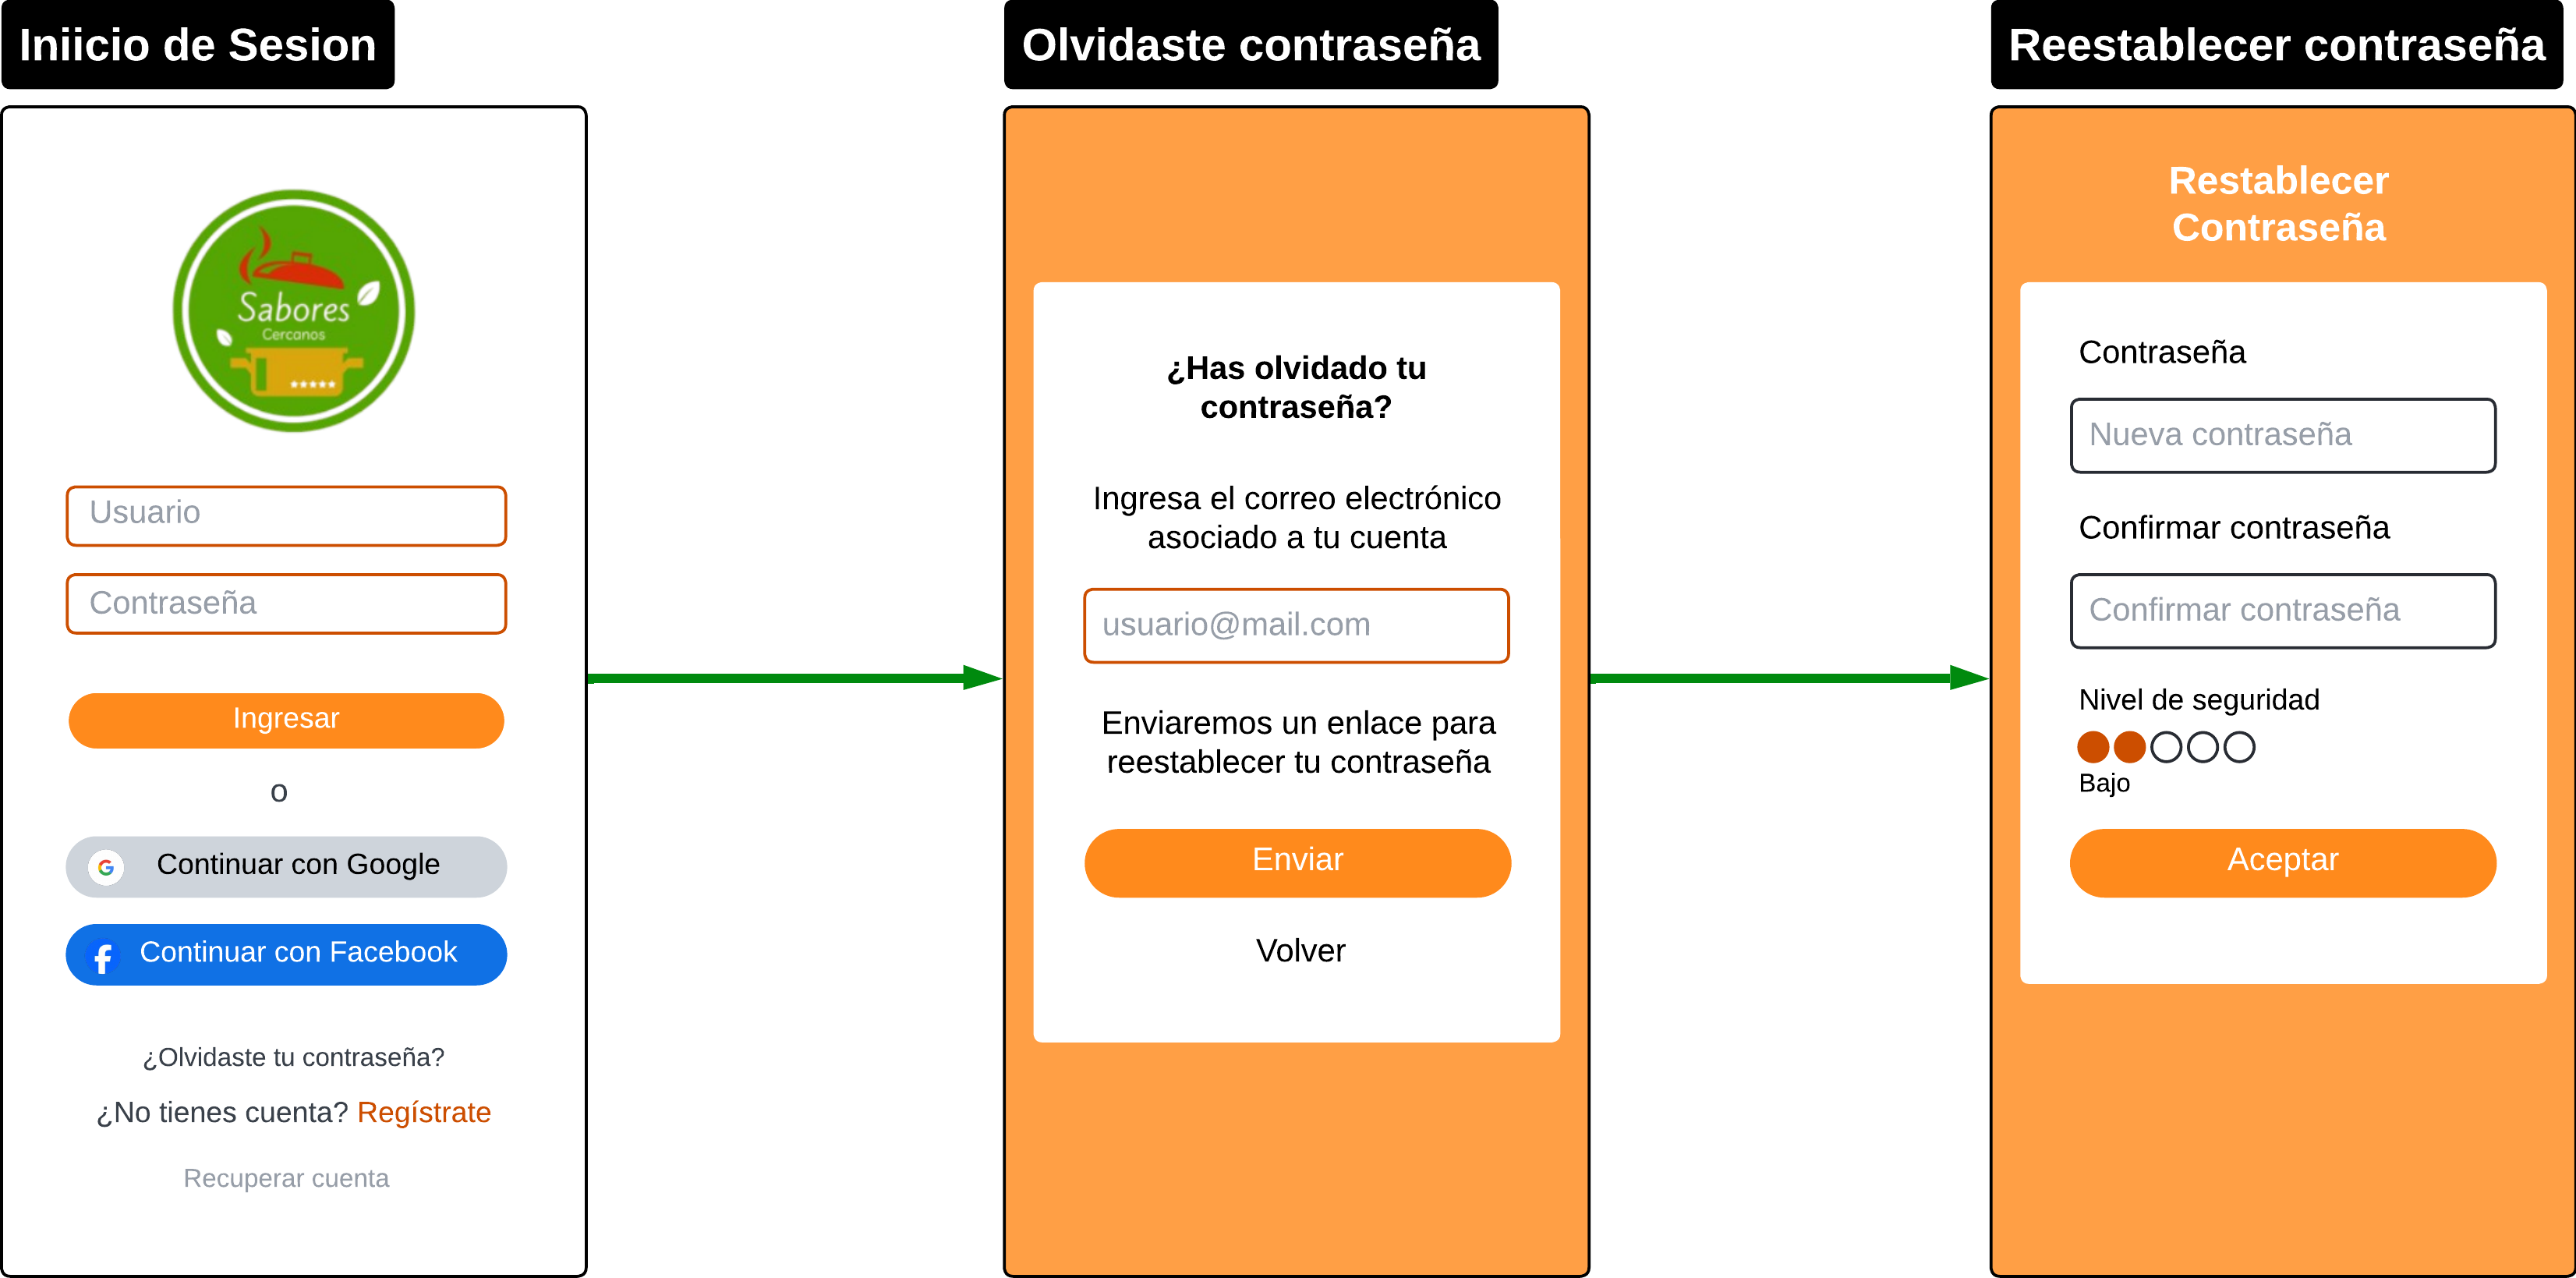 Iniicio de Sesion
Sabores
Cercanos
Usuario
Contraseña
Ingresar
o
Continuar con Google
Continuar con Facebook
¿Olvidaste tu contraseña?
¿No tienes cuenta? Regístrate
Recuperar cuenta
Olvidaste contraseña
¿Has olvidado tu
contraseña?
Ingresa el correo electrónico
asociado a tu cuenta
usuario@mail.com
Enviaremos un enlace para
reestablecer tu contraseña
Enviar
Volver
Reestablecer contraseña
Restablecer
Contraseña
Contraseña
Nueva contraseña
Confirmar contraseña
Confirmar contraseña
Nivel de seguridad
Bajo
Aceptar